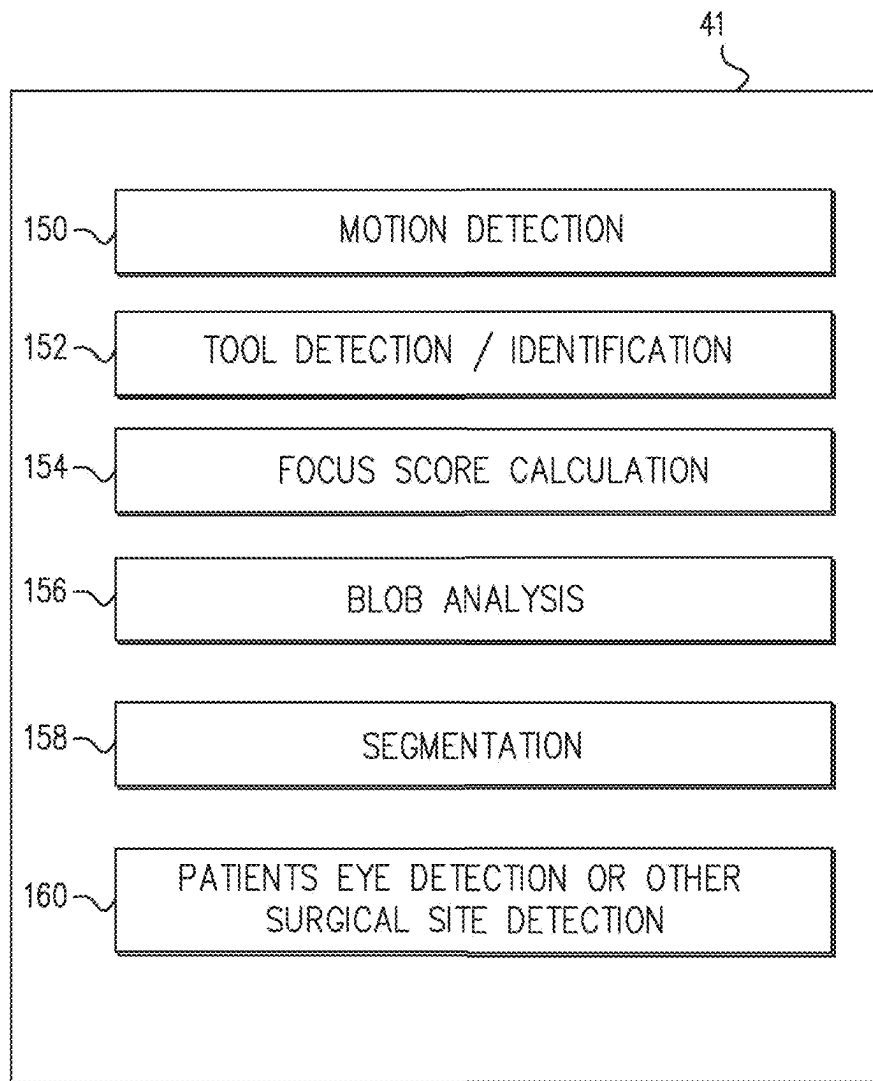 41
150 MOTION DETECTION
152 TOOL DETECTION / IDENTIFICATION
154 FOCUS SCORE CALCULATION
156 BLOB ANALYSIS
158 SEGMENTATION
160 PATIENTS EYE DETECTION OR OTHER
SURGICAL SITE DETECTION